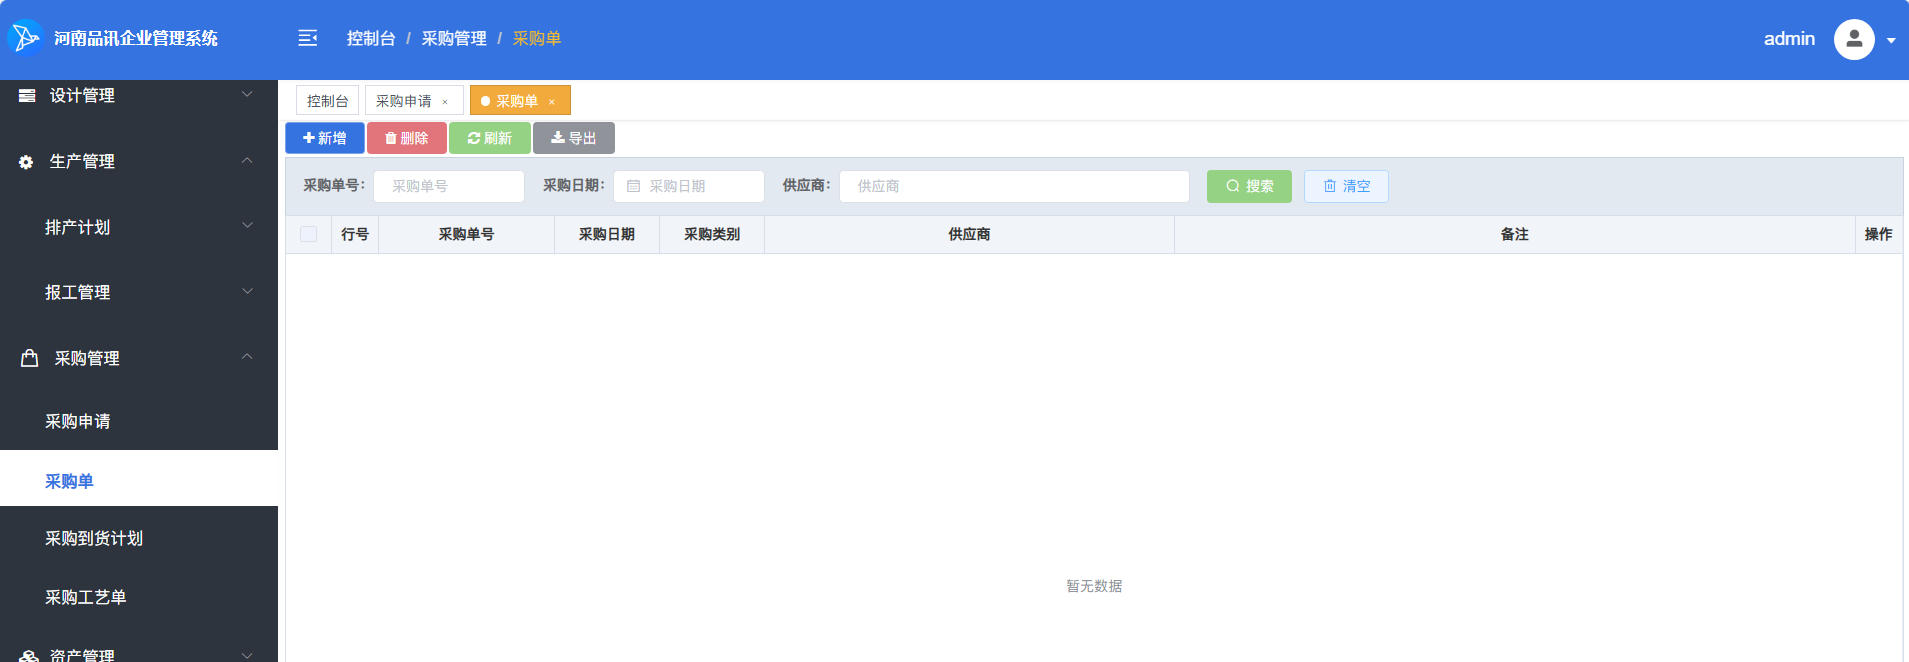 河南品讯企业管理系统
控制台 / 采购管理 / 采购单
admin
设计管理
生产管理
排产计划
报工管理
采购管理
采购申请
采购单
采购到货计划
采购工艺单
资产管理
控制台 采购申请 × 采购单 ×
新增 删除 刷新 导出
采购单号： 采购单号 采购日期： 采购日期 供应商： 供应商 搜索 清空
行号 采购单号 采购日期 采购类别 供应商 备注 操作
暂无数据